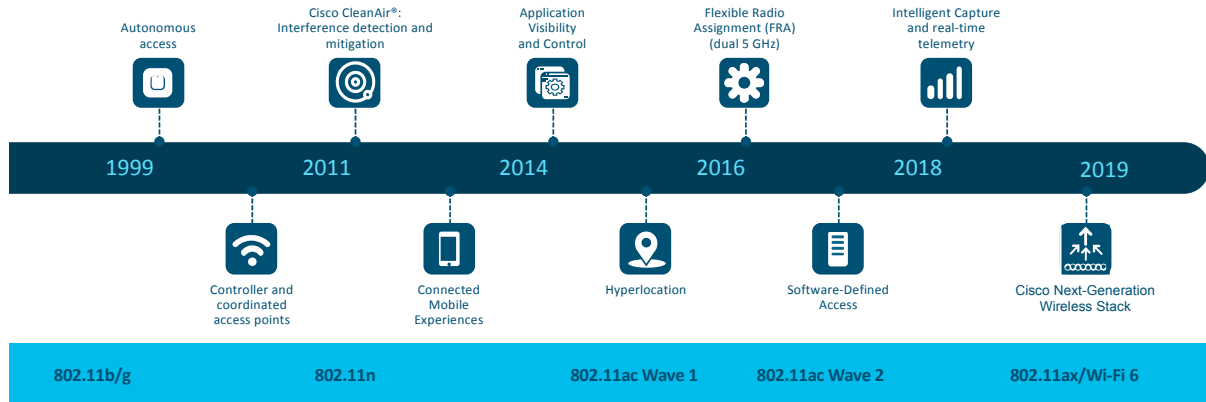 Autonomous
access
Cisco CleanAir®:
Interference detection and
mitigation
Application
Visibility
and Control
Flexible Radio
Assignment (FRA)
(dual 5 GHz)
Intelligent Capture
and real-time
telemetry
1999
2011
2014
2016
2018
2019
Controller and
coordinated
access points
Connected
Mobile
Experiences
Hyperlocation
Software-Defined
Access
Cisco Next-Generation
Wireless Stack
802.11b/g
802.11n
802.11ac Wave 1
802.11ac Wave 2
802.11ax/Wi-Fi 6